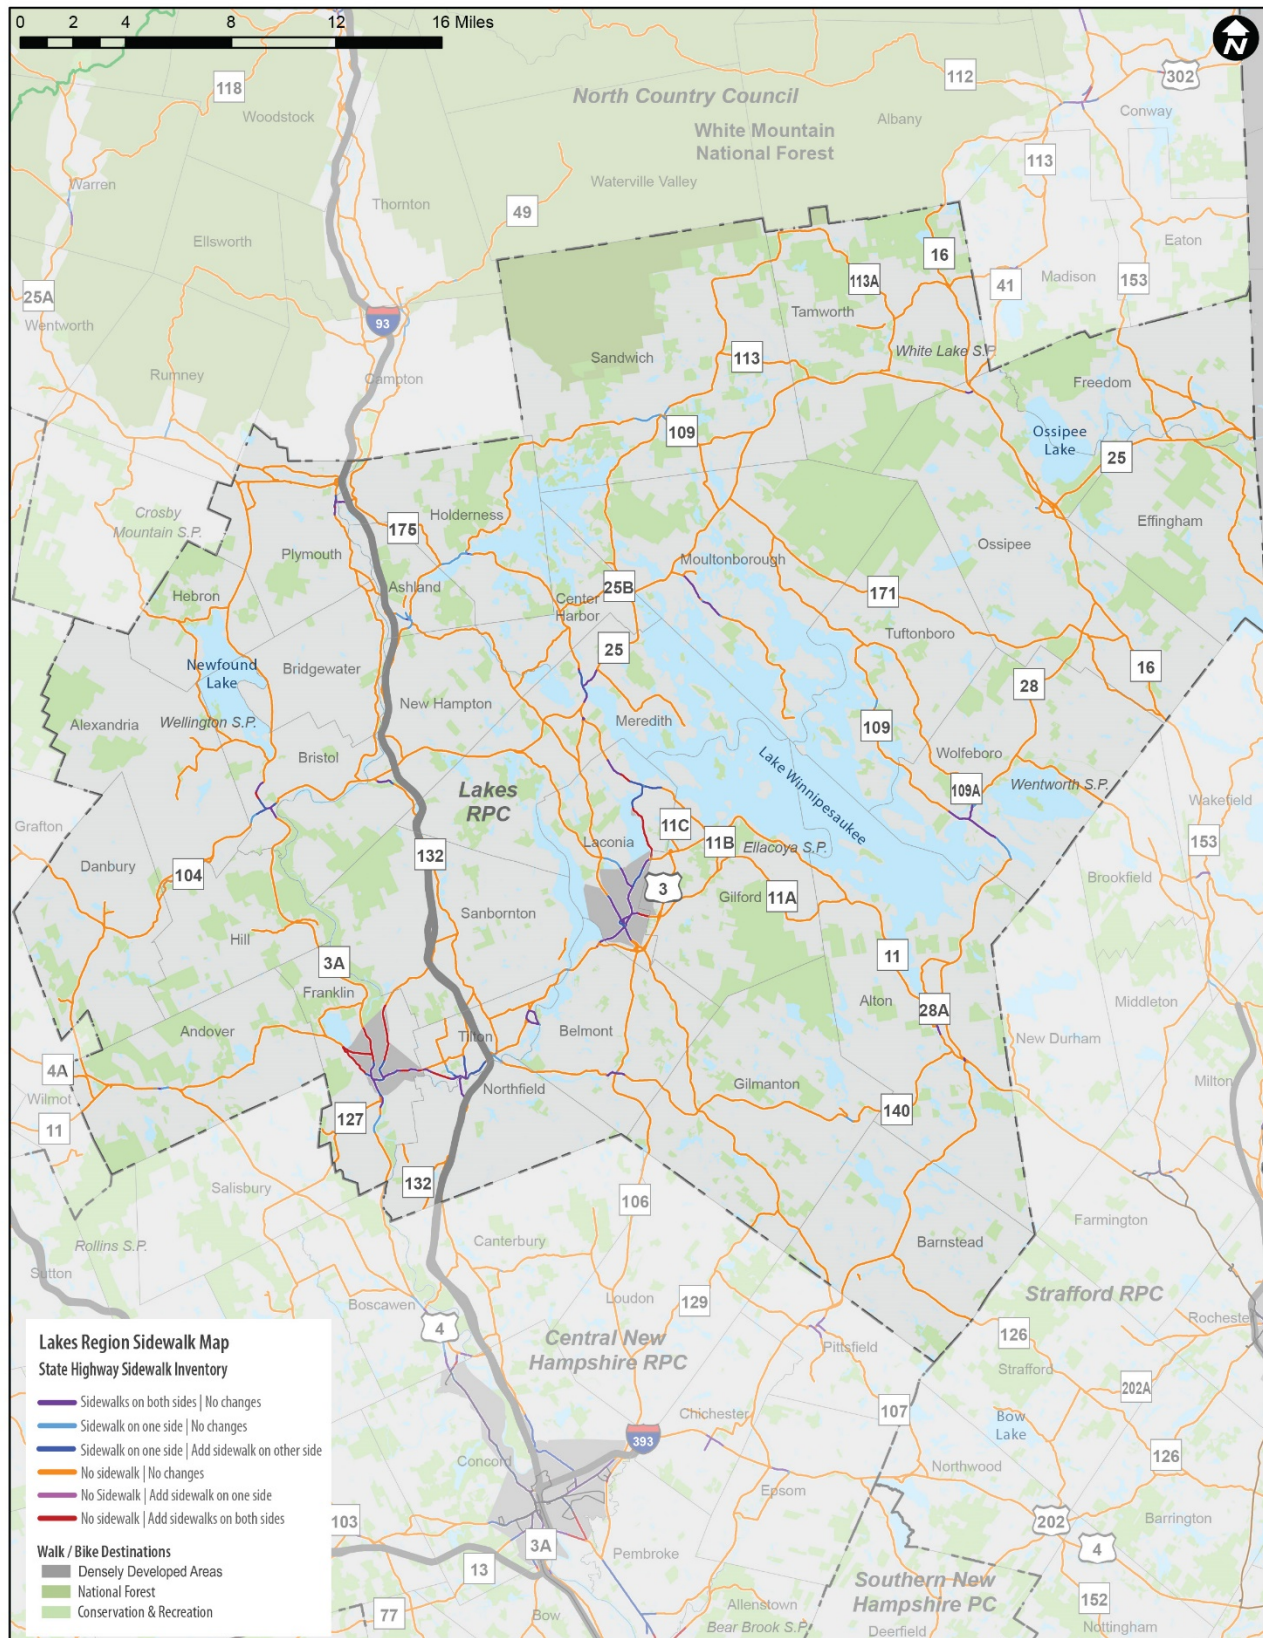 0 2 4 8 12 16 Miles
N
118
Woodstock
North Country Council
112
302
Conway
White Mountain
National Forest
Albany
113
Warren
Waterville Valley
Thornton
49
Ellsworth
Eaton
16
41
Madison
153
113A
25A
Wentworth
93
Tamworth
Sandwich
113
White Lake S.P.
Rumney
Campton
Freedom
109
Ossipee
Lake
25
Crosby
Mountain S.P.
Holderness
175
Effingham
Plymouth
Ossipee
Moultonborough
Ashland
25B
171
Hebron
Center
Harbor
Tuftonboro
25
Newfound
Lake
Bridgewater
16
28
New Hampton
Alexandria
Wellington S.P.
Meredith
109
Bristol
Wolfeboro
Lake Winnipesaukee
109A
Wentworth S.P.
Lakes
RPC
Wakefield
Grafton
11C
11B
Ellacoya S.P.
153
Laconia
Danbury
132
104
Brookfield
3
Gilford
11A
Sanbornton
Hill
3A
11
Franklin
Alton
Middleton
28A
Andover
Tilton
Belmont
New Durham
4A
Wilmot
Northfield
Gilmanton
Milton
11
127
140
132
Salisbury
106
Farmington
Canterbury
Barnstead
Rollins S.P.
Sutton
Boscawen
Loudon
129
Strafford RPC
Rochester
4
Central New
Hampshire RPC
126
Pittsfield
Strafford
202A
Lakes Region Sidewalk Map
State Highway Sidewalk Inventory
Sidewalks on both sides | No changes
Sidewalk on one side | No changes
Sidewalk on one side | Add sidewalk on other side
No sidewalk | No changes
No Sidewalk | Add sidewalk on one side
No sidewalk | Add sidewalks on both sides
Walk / Bike Destinations
Densely Developed Areas
National Forest
Conservation & Recreation
Chichester
107
Bow
Lake
393
Concord
Northwood
126
Epsom
103
202
Barrington
3A
Pembroke
4
13
Southern New
Hampshire PC
152
77
Bow
Allenstown
Bear Brook S.P.
Deerfield
Nottingham